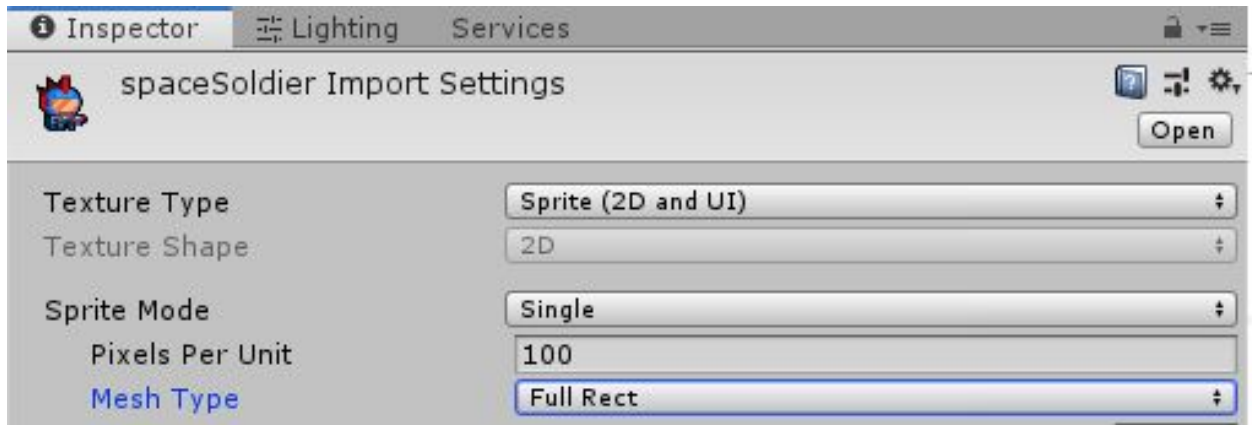 Inspector Lighting Services
spaceSoldier Import Settings
Open
Texture Type Sprite (2D and UI)
Texture Shape 2D
Sprite Mode Single
Pixels Per Unit 100
Mesh Type Full Rect